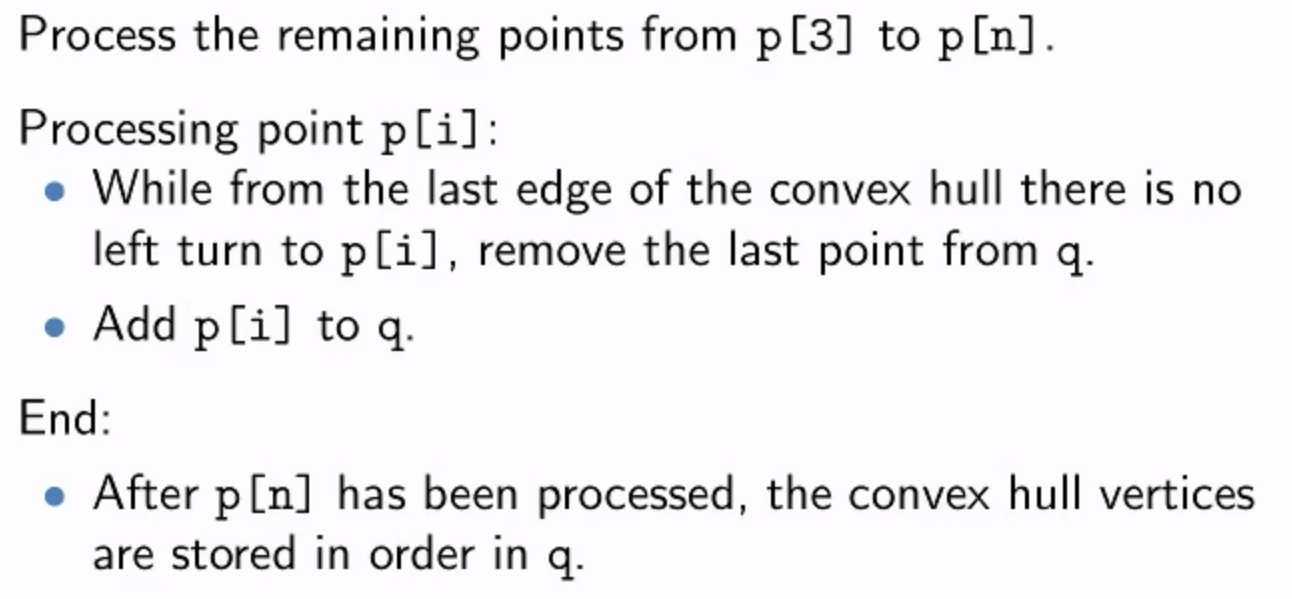 Process the remaining points from p[3] to p[n].
Processing point p[i]:
• While from the last edge of the convex hull there is no
left turn to p[i], remove the last point from q.
• Add p[i] to q.
End:
• After p[n] has been processed, the convex hull vertices
are stored in order in q.